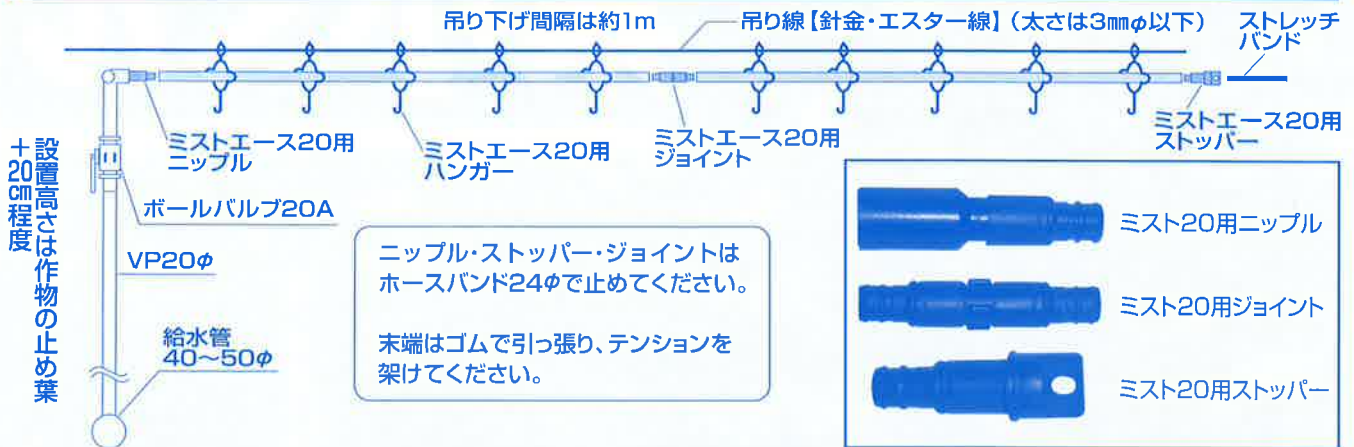 吊り下げ間隔は約1m
吊り線【針金・エスター線】(太さは3mmφ以下)
ストレッチ
バンド
ミストエース20用
ニップル
ミストエース20用
ハンガー
ミストエース20用
ジョイント
ミストエース20用
ストッパー
設置高さは作物の止め葉
+20cm程度
ボールバルブ20A
VP20φ
給水管
40〜50φ
ニップル・ストッパー・ジョイントは
ホースバンド24φで止めてください。
末端はゴムで引っ張り、テンションを
架けてください。
ミスト20用ニップル
ミスト20用ジョイント
ミスト20用ストッパー